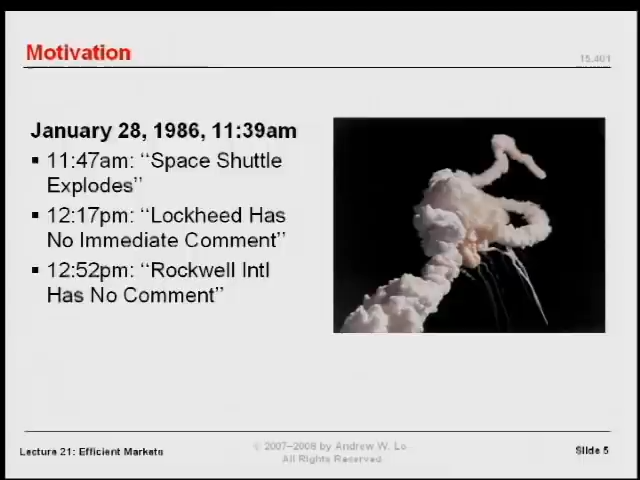 Motivation
15.401
January 28, 1986, 11:39am
▪ 11:47am: “Space Shuttle
Explodes”
▪ 12:17pm: “Lockheed Has
No Immediate Comment”
▪ 12:52pm: “Rockwell Intl
Has No Comment”
Lecture 21: Efficient Markets
© 2007–2008 by Andrew W. Lo
All Rights Reserved
Slide 5